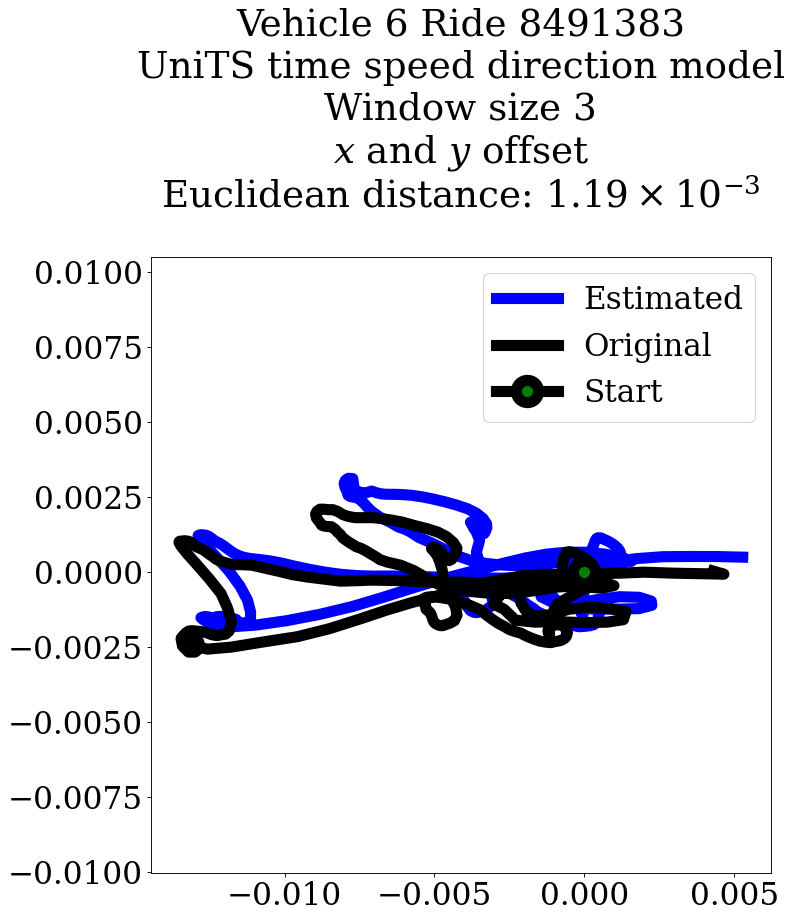 Vehicle 6 Ride 8491383
UniTS time speed direction model
Window size 3
x and y offset
Euclidean distance: 1.19 × 10⁻³
Estimated
Original
Start
0.0100
0.0075
0.0050
0.0025
0.0000
−0.0025
−0.0050
−0.0075
−0.0100
−0.010 −0.005 0.000 0.005